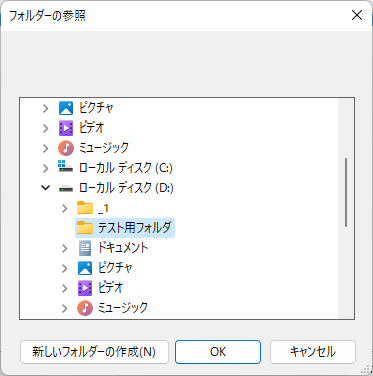 フォルダーの参照
ピクチャ
ビデオ
ミュージック
ローカル ディスク (C:)
ローカル ディスク (D:)
_1
テスト用フォルダ
ドキュメント
ピクチャ
ビデオ
ミュージック
新しいフォルダーの作成(N) OK キャンセル